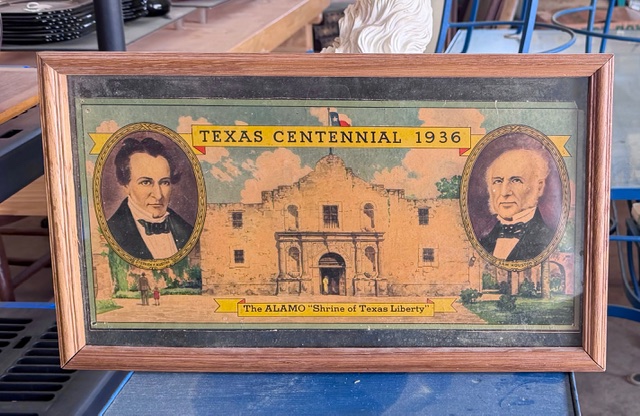 TEXAS CENTENNIAL 1936
The ALAMO "Shrine of Texas Liberty"